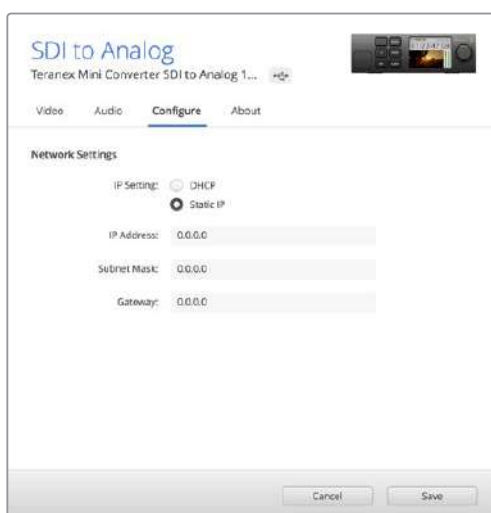 SDI to Analog
Teranex Mini Converter SDI to Analog 1...
Video Audio Configure About
Network Settings
IP Setting: DHCP
Static IP
IP Address: 0.0.0.0
Subnet Mask: 0.0.0.0
Gateway: 0.0.0.0
Cancel Save